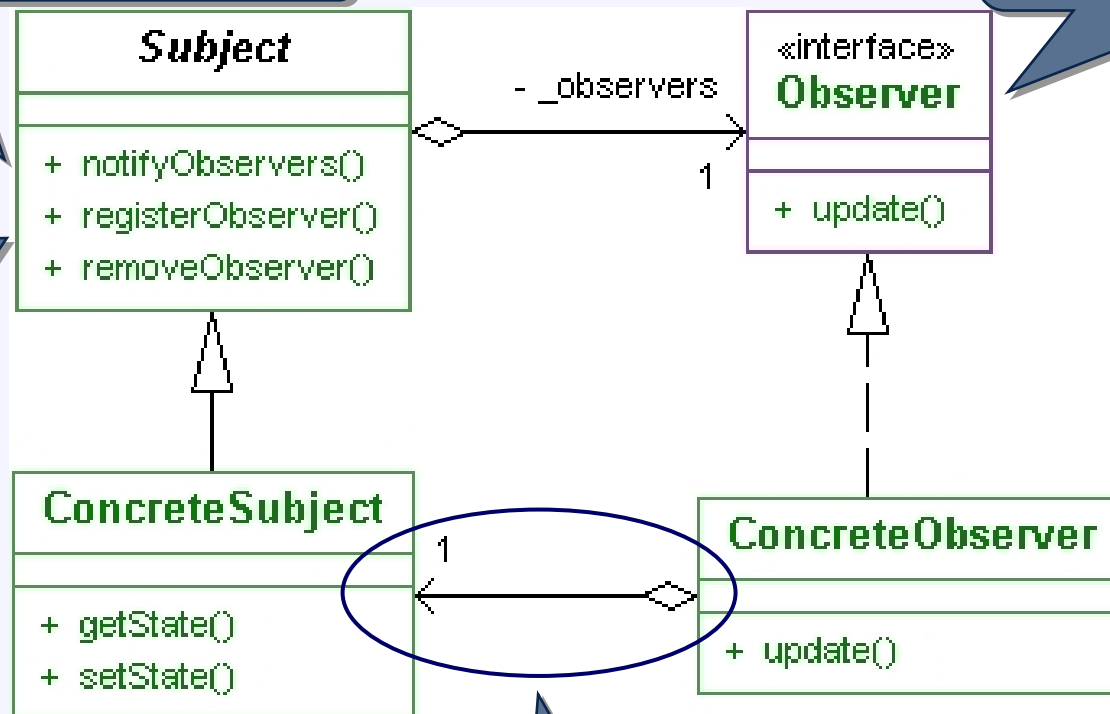 Subject
+ notifyObservers()
+ registerObserver()
+ removeObserver()
- _observers
1
«interface»
Observer
+ update()
ConcreteSubject
+ getState()
+ setState()
1
ConcreteObserver
+ update()